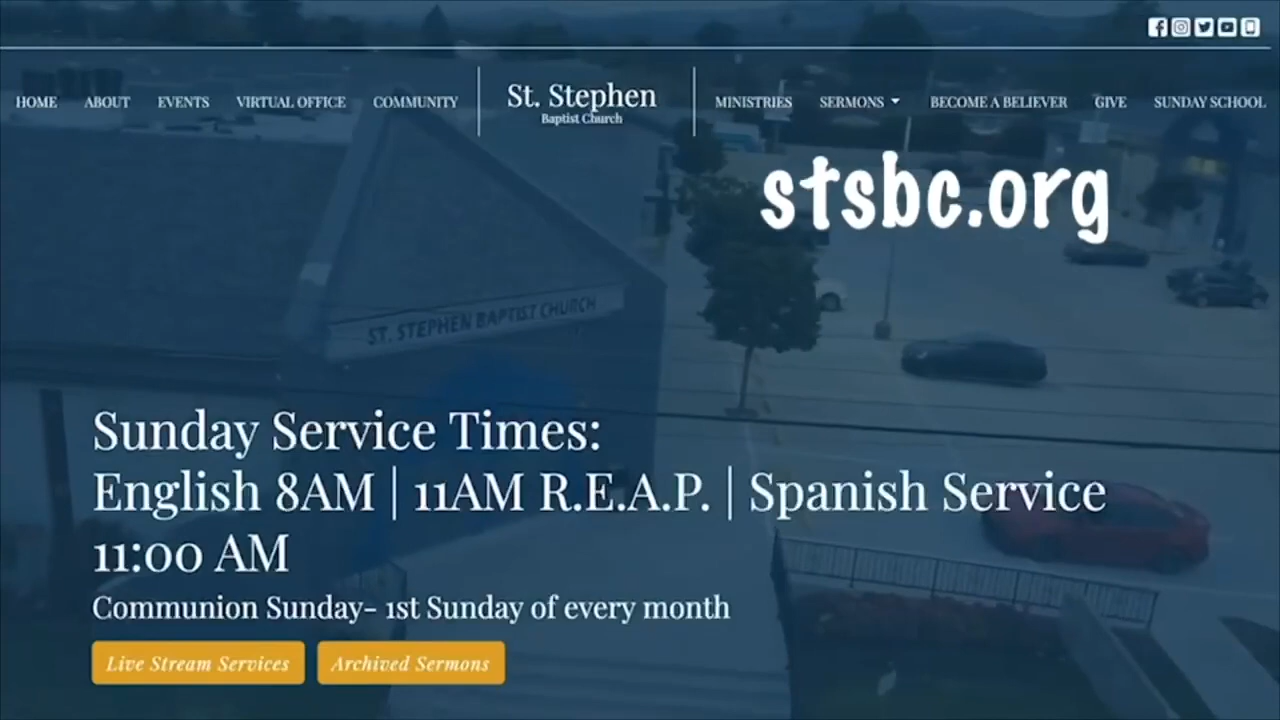 HOME ABOUT EVENTS VIRTUAL OFFICE COMMUNITY
St. Stephen
Baptist Church
MINISTRIES SERMONS BECOME A BELIEVER GIVE SUNDAY SCHOOL
stsbc.org
ST. STEPHEN BAPTIST CHURCH
Sunday Service Times:
English 8AM | 11AM R.E.A.P. | Spanish Service
11:00 AM
Communion Sunday- 1st Sunday of every month
Live Stream Services
Archived Sermons